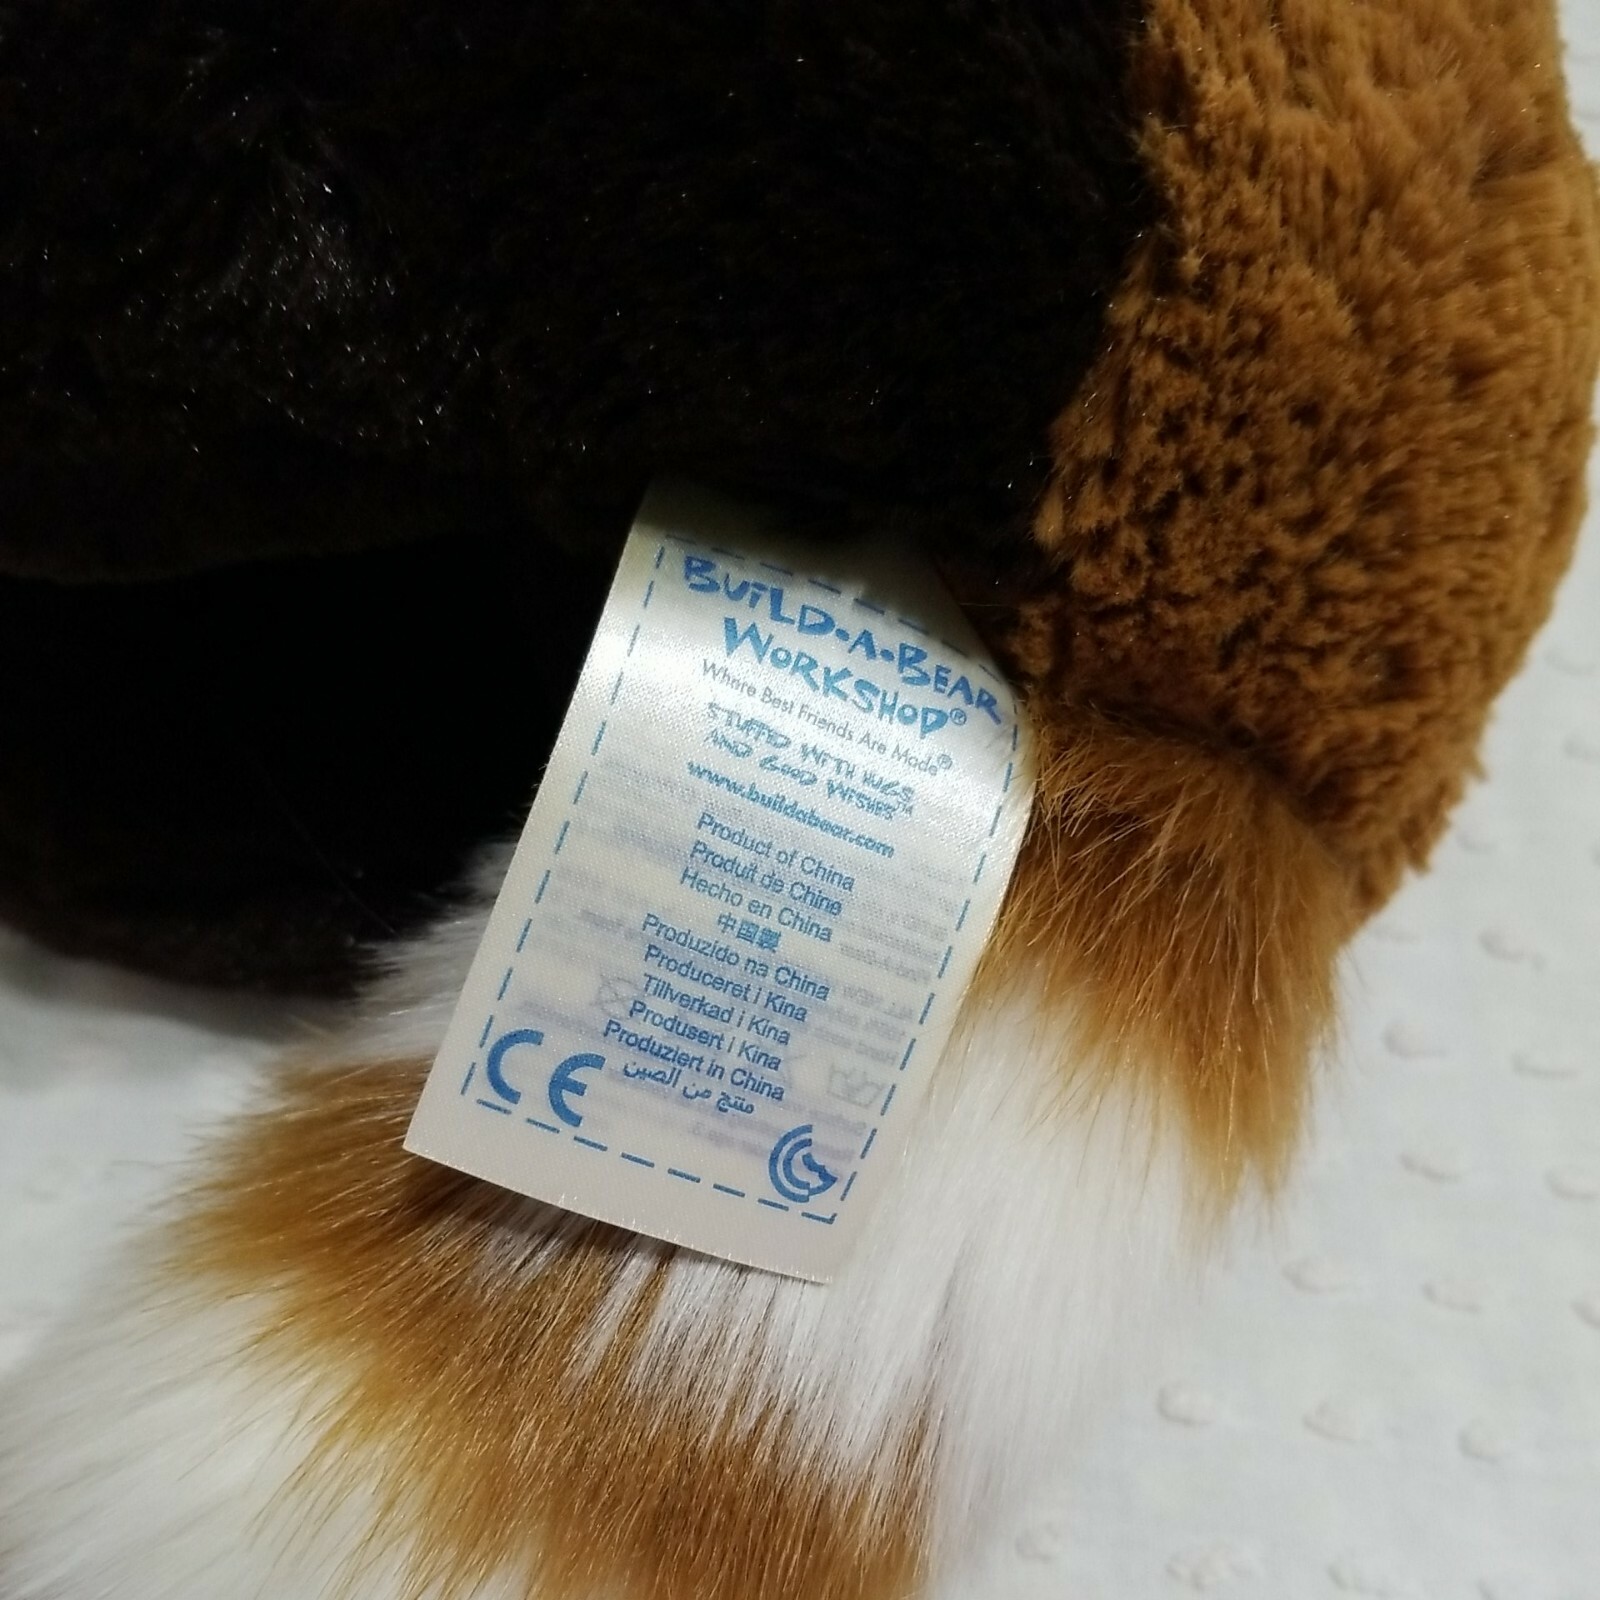 BUILD-A-BEAR
WORKSHOP®
Where Best Friends Are Made®
STUFFED WITH HUGS
AND GOOD WISHES™
www.buildabear.com
Product of China
Produit de Chine
Hecho en China
中国製
Produzido na China
Produceret i Kina
Tillverkad i Kina
Produsert i Kina
Produziert in China
منتج من الصين
CE